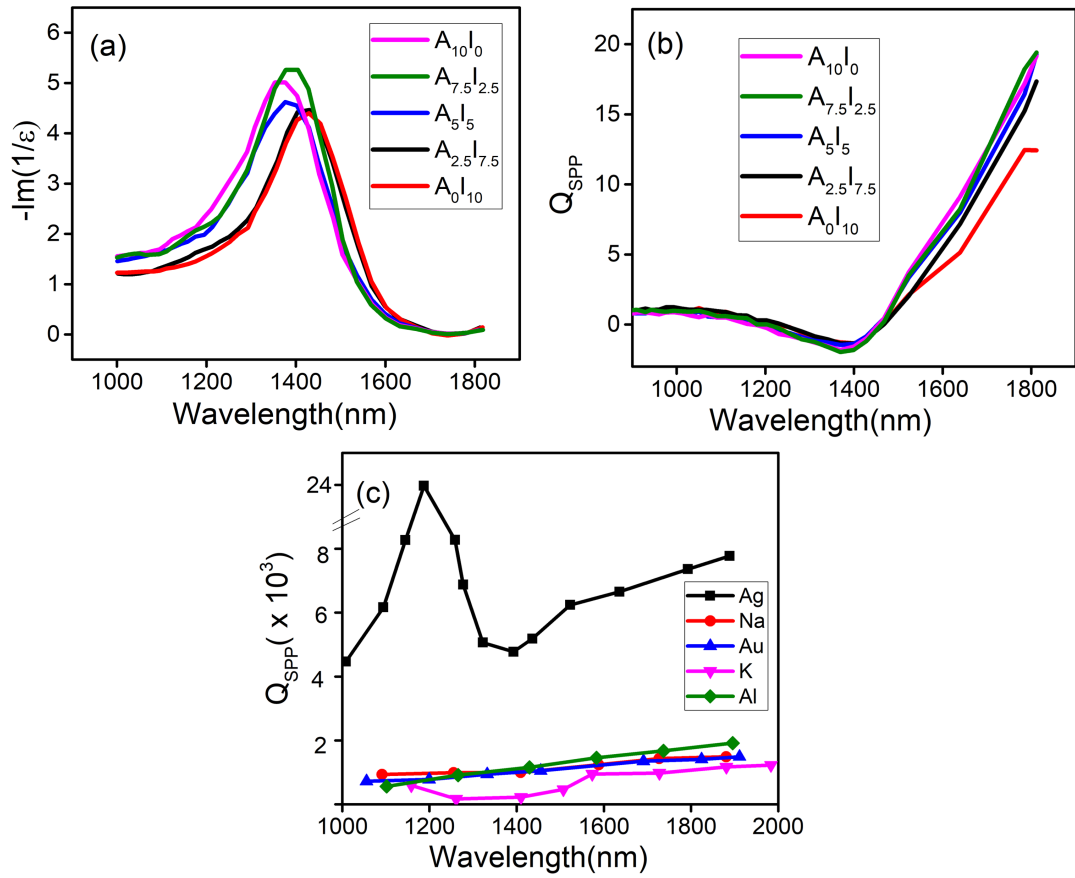 (a)
-Im(1/ε)
6
5
4
3
2
1
0
1000 1200 1400 1600 1800
Wavelength(nm)
A₁₀I₀
A₇.₅I₂.₅
A₅I₅
A₂.₅I₇.₅
A₀I₁₀
(b)
Q_SPP
20
15
10
5
0
1000 1200 1400 1600 1800
Wavelength(nm)
A₁₀I₀
A₇.₅I₂.₅
A₅I₅
A₂.₅I₇.₅
A₀I₁₀
(c)
Q_SPP( x 10³)
24
8
6
4
2
1000 1200 1400 1600 1800 2000
Wavelength(nm)
Ag
Na
Au
K
Al